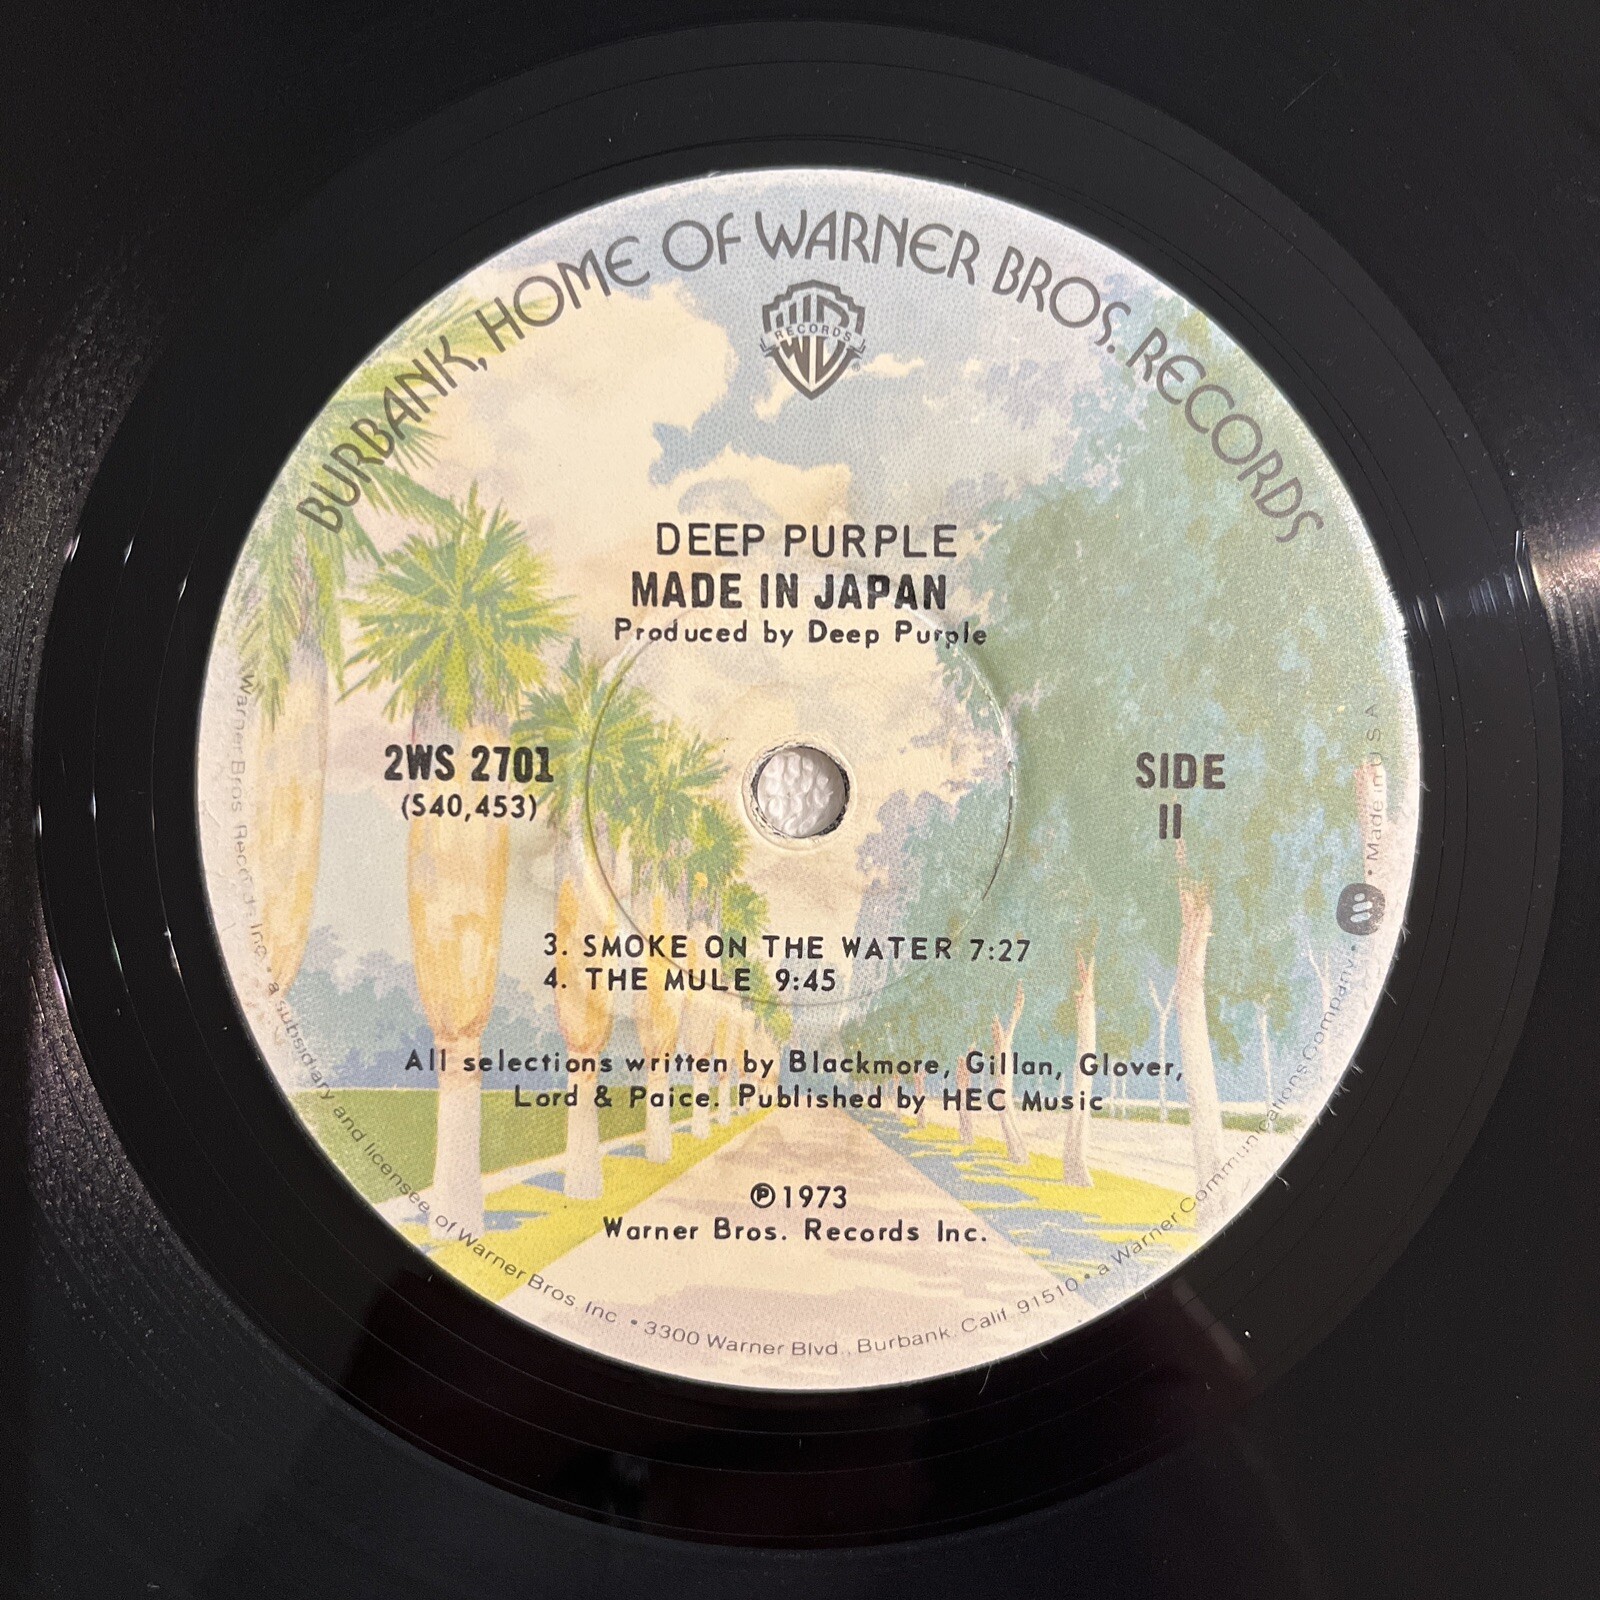 BURBANK, HOME OF WARNER BROS. RECORDS
RECORDS
DEEP PURPLE
MADE IN JAPAN
Produced by Deep Purple
2WS 2701
(S40,453)
SIDE
II
3. SMOKE ON THE WATER 7:27
4. THE MULE 9:45
All selections written by Blackmore, Gillan, Glover,
Lord & Paice. Published by HEC Music
℗1973
Warner Bros. Records Inc.
Warner Bros. Records Inc. • a subsidiary and licensee of Warner Bros. Inc. • 3300 Warner Blvd., Burbank, Calif. 91510 • a Warner Communications Company • Made in U.S.A.